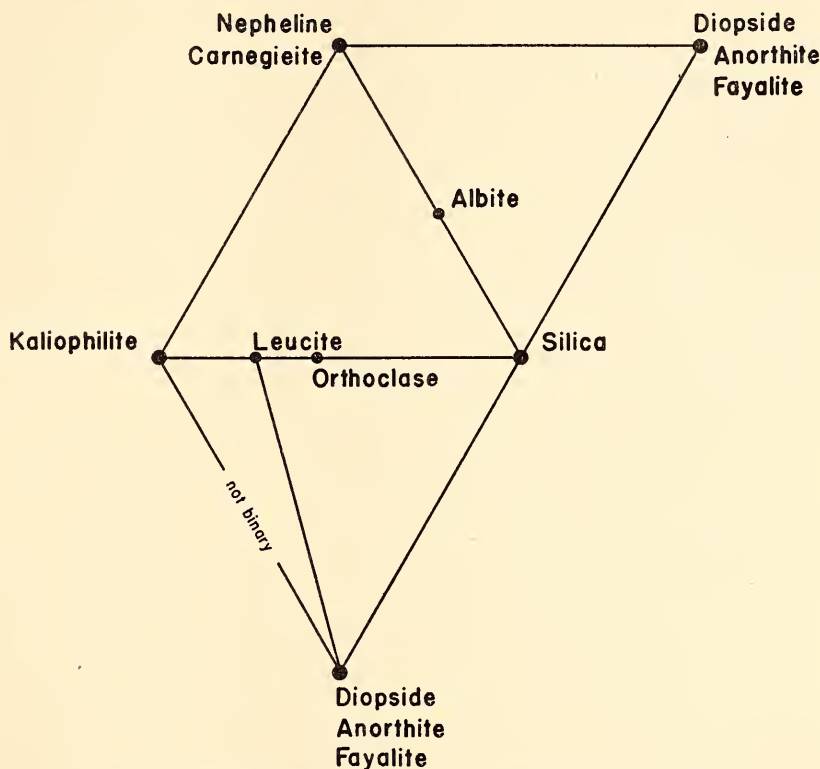 Nepheline
Carnegieite
Diopside
Anorthite
Fayalite
Albite
Kaliophilite
Leucite
Silica
Orthoclase
not binary
Diopside
Anorthite
Fayalite